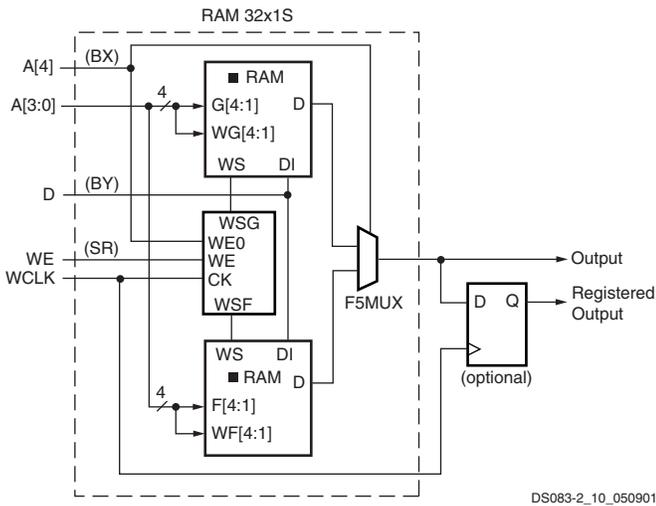 RAM 32x1S
A[4]
(BX)
A[3:0]
4
RAM
G[4:1]
D
WG[4:1]
WS
DI
D
(BY)
WSG
WE0
WE
(SR)
WE
WCLK
CK
WSF
F5MUX
Output
D
Q
Registered
Output
(optional)
WS
DI
RAM
D
4
F[4:1]
WF[4:1]
DS083-2_10_050901